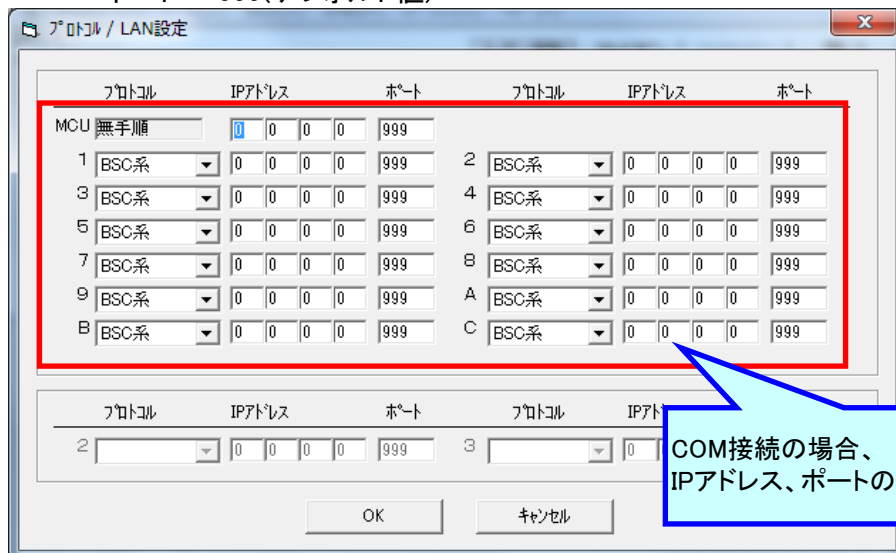 ﾌﾟﾛﾄｺﾙ / LAN設定
ﾌﾟﾛﾄｺﾙ IPｱﾄﾞﾚｽ ﾎﾟｰﾄ ﾌﾟﾛﾄｺﾙ IPｱﾄﾞﾚｽ ﾎﾟｰﾄ
MCU 無手順 0 0 0 0 999
1 BSC系 0 0 0 0 999 2 BSC系 0 0 0 0 999
3 BSC系 0 0 0 0 999 4 BSC系 0 0 0 0 999
5 BSC系 0 0 0 0 999 6 BSC系 0 0 0 0 999
7 BSC系 0 0 0 0 999 8 BSC系 0 0 0 0 999
9 BSC系 0 0 0 0 999 A BSC系 0 0 0 0 999
B BSC系 0 0 0 0 999 C BSC系 0 0 0 0 999
ﾌﾟﾛﾄｺﾙ IPｱﾄﾞﾚｽ ﾎﾟｰﾄ ﾌﾟﾛﾄｺﾙ
2 0 0 0 0 999 3 0
COM接続の場合、
IPアドレス、ポートの
OK ｷｬﾝｾﾙ